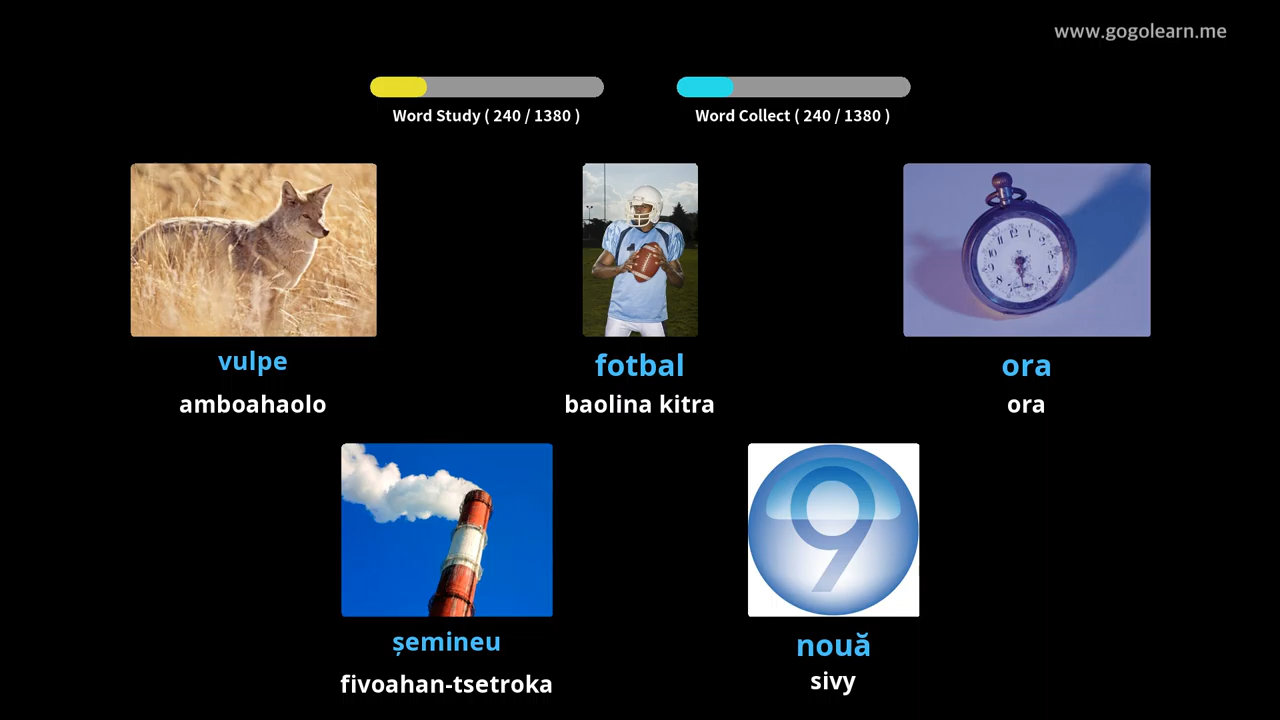 www.gogolearn.me
Word Study ( 240 / 1380 )
Word Collect ( 240 / 1380 )
vulpe
amboahaolo
fotbal
baolina kitra
ora
ora
șemineu
fivoahan-tsetroka
9
nouă
sivy